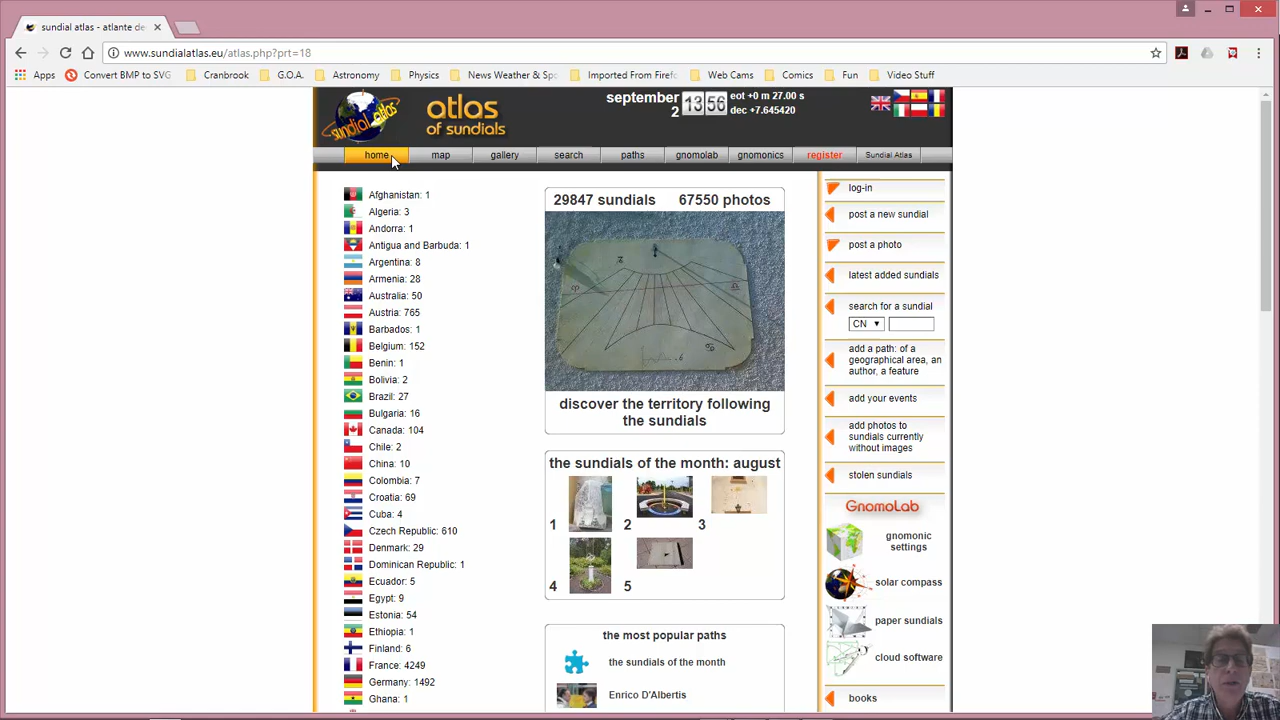 sundial atlas - atlante de
www.sundialatlas.eu/atlas.php?prt=18
Apps
Convert BMP to SVG
Cranbrook
G.O.A.
Astronomy
Physics
News Weather & Spo
Imported From Firef
Web Cams
Comics
Fun
Video Stuff
sundial atlas
atlas
of sundials
september
2
13 56
eot +0 m 27.00 s
dec +7.645420
home
map
gallery
search
paths
gnomolab
gnomonics
register
Sundial Atlas
Afghanistan: 1
Algeria: 3
Andorra: 1
Antigua and Barbuda: 1
Argentina: 8
Armenia: 28
Australia: 50
Austria: 765
Barbados: 1
Belgium: 152
Benin: 1
Bolivia: 2
Brazil: 27
Bulgaria: 16
Canada: 104
Chile: 2
China: 10
Colombia: 7
Croatia: 69
Cuba: 4
Czech Republic: 610
Denmark: 29
Dominican Republic: 1
Ecuador: 5
Egypt: 9
Estonia: 54
Ethiopia: 1
Finland: 6
France: 4249
Germany: 1492
Ghana: 1
29847 sundials 67550 photos
discover the territory following
the sundials
the sundials of the month: august
1
2
3
4
5
the most popular paths
the sundials of the month
Enrico D'Albertis
log-in
post a new sundial
post a photo
latest added sundials
search for a sundial
CN
add a path: of a
geographical area, an
author, a feature
add your events
add photos to
sundials currently
without images
stolen sundials
GnomoLab
gnomonic
settings
solar compass
paper sundials
cloud software
books